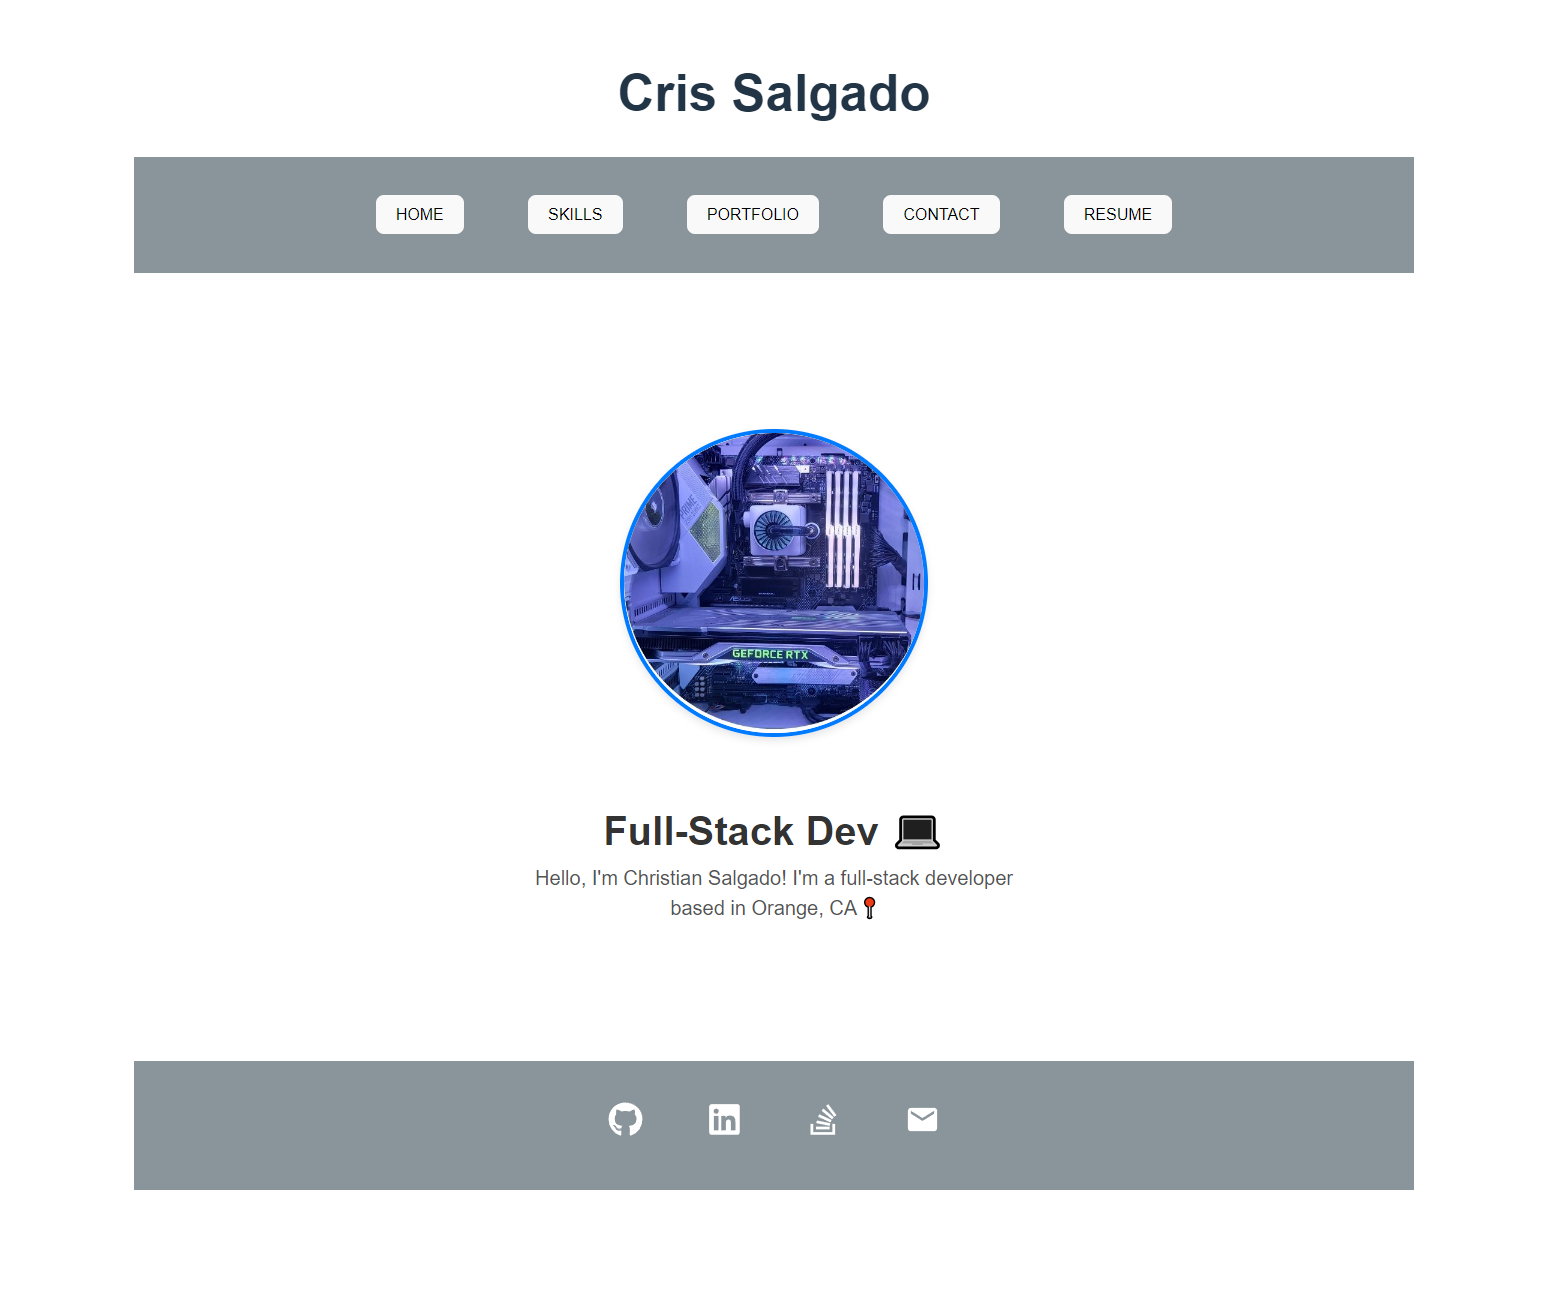 Cris Salgado
HOME SKILLS PORTFOLIO CONTACT RESUME
PRIME
GEFORCE RTX
Full-Stack Dev 💻
Hello, I'm Christian Salgado! I'm a full-stack developer
based in Orange, CA📍
in